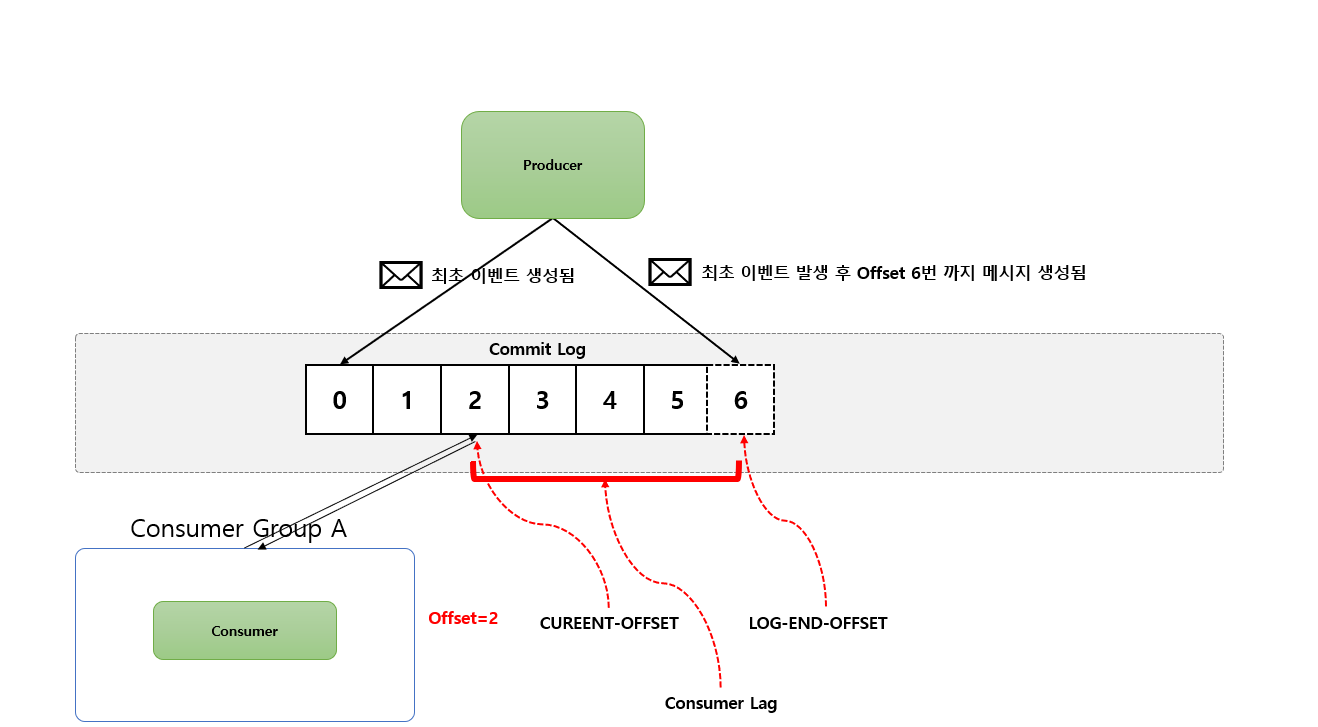 Producer
최초 이벤트 생성됨
최초 이벤트 발생 후 Offset 6번 까지 메시지 생성됨
Commit Log
0 1 2 3 4 5 6
Consumer Group A
Consumer
Offset=2
CUREENT-OFFSET
LOG-END-OFFSET
Consumer Lag